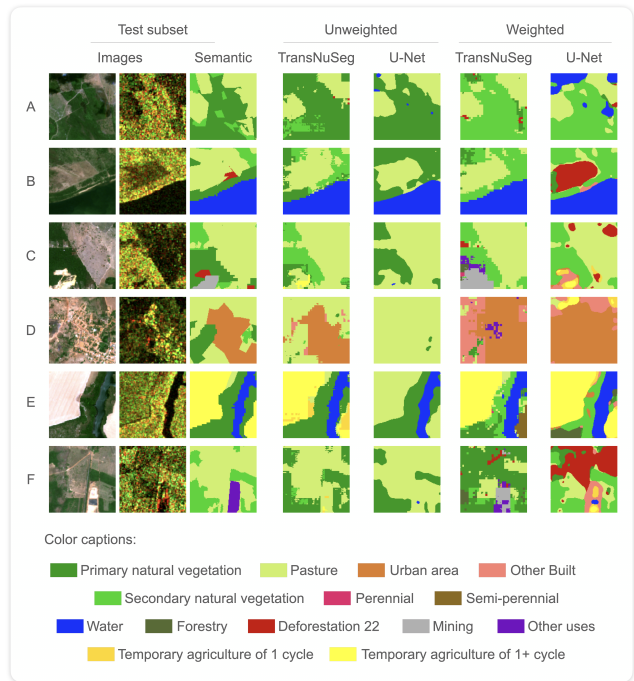 Test subset Unweighted Weighted
Images Semantic TransNuSeg U-Net TransNuSeg U-Net
A
B
C
D
E
F
Color captions:
Primary natural vegetation Pasture Urban area Other Built
Secondary natural vegetation Perennial Semi-perennial
Water Forestry Deforestation 22 Mining Other uses
Temporary agriculture of 1 cycle Temporary agriculture of 1+ cycle